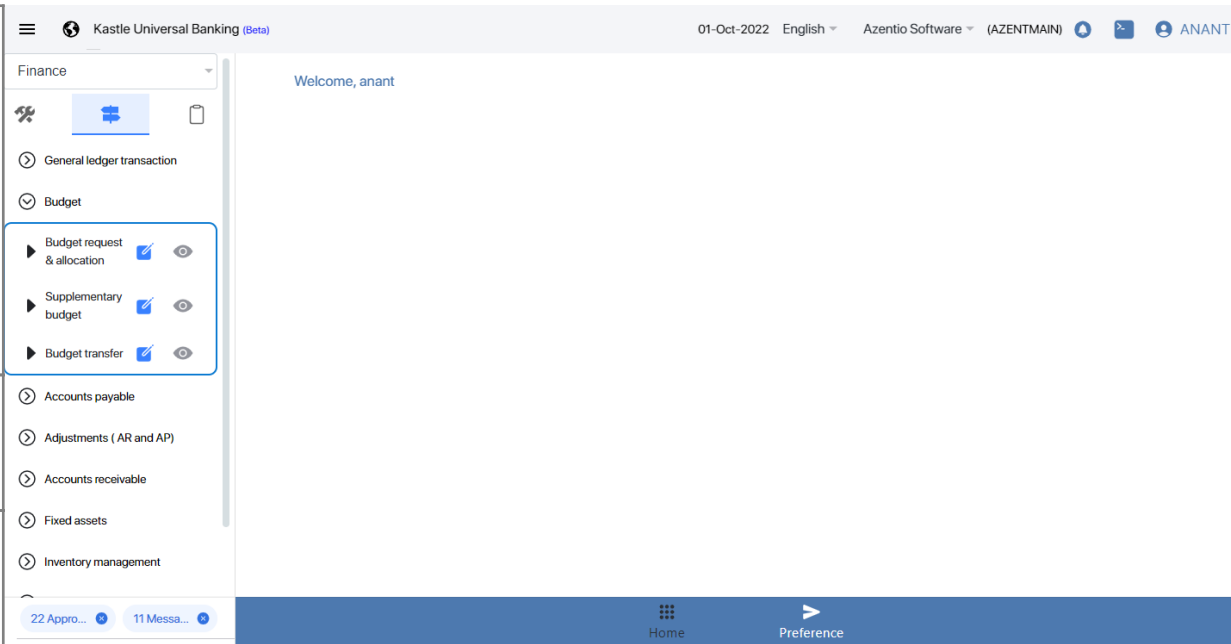 Kastle Universal Banking (Beta)
01-Oct-2022 English Azentio Software (AZENTMAIN) ANANT
Finance
Welcome, anant
General ledger transaction
Budget
Budget request
& allocation
Supplementary
budget
Budget transfer
Accounts payable
Adjustments ( AR and AP)
Accounts receivable
Fixed assets
Inventory management
22 Appro...
11 Messa...
Home
Preference